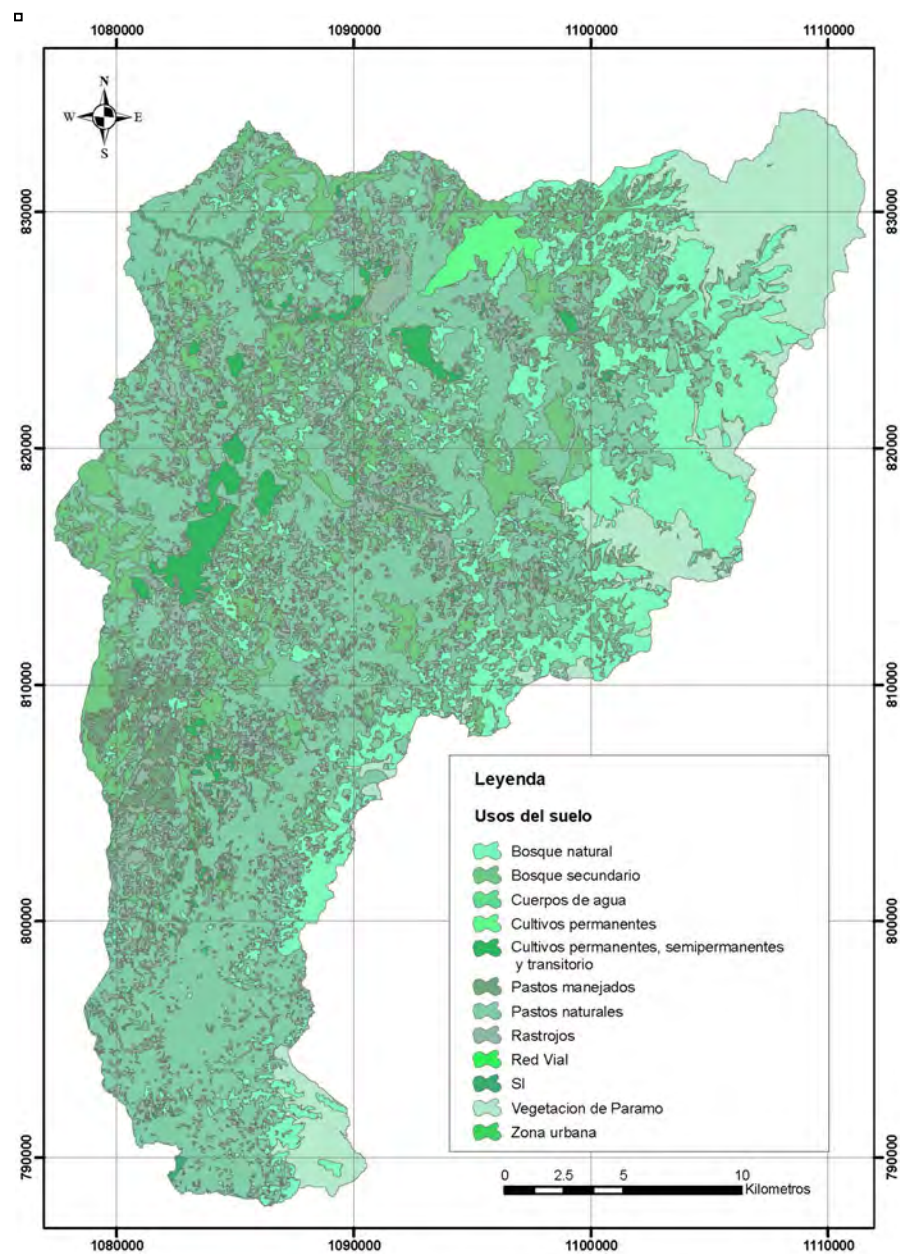 1080000 1090000 1100000 1110000
N
W E
S
830000 830000
820000 820000
810000 810000
Leyenda
Usos del suelo
Bosque natural
Bosque secundario
Cuerpos de agua
Cultivos permanentes
Cultivos permanentes, semipermanentes
y transitorio
Pastos manejados
Pastos naturales
Rastrojos
Red Vial
SI
Vegetacion de Paramo
Zona urbana
800000 800000
790000 790000
0 2.5 5 10
Kilometros
1080000 1090000 1100000 1110000